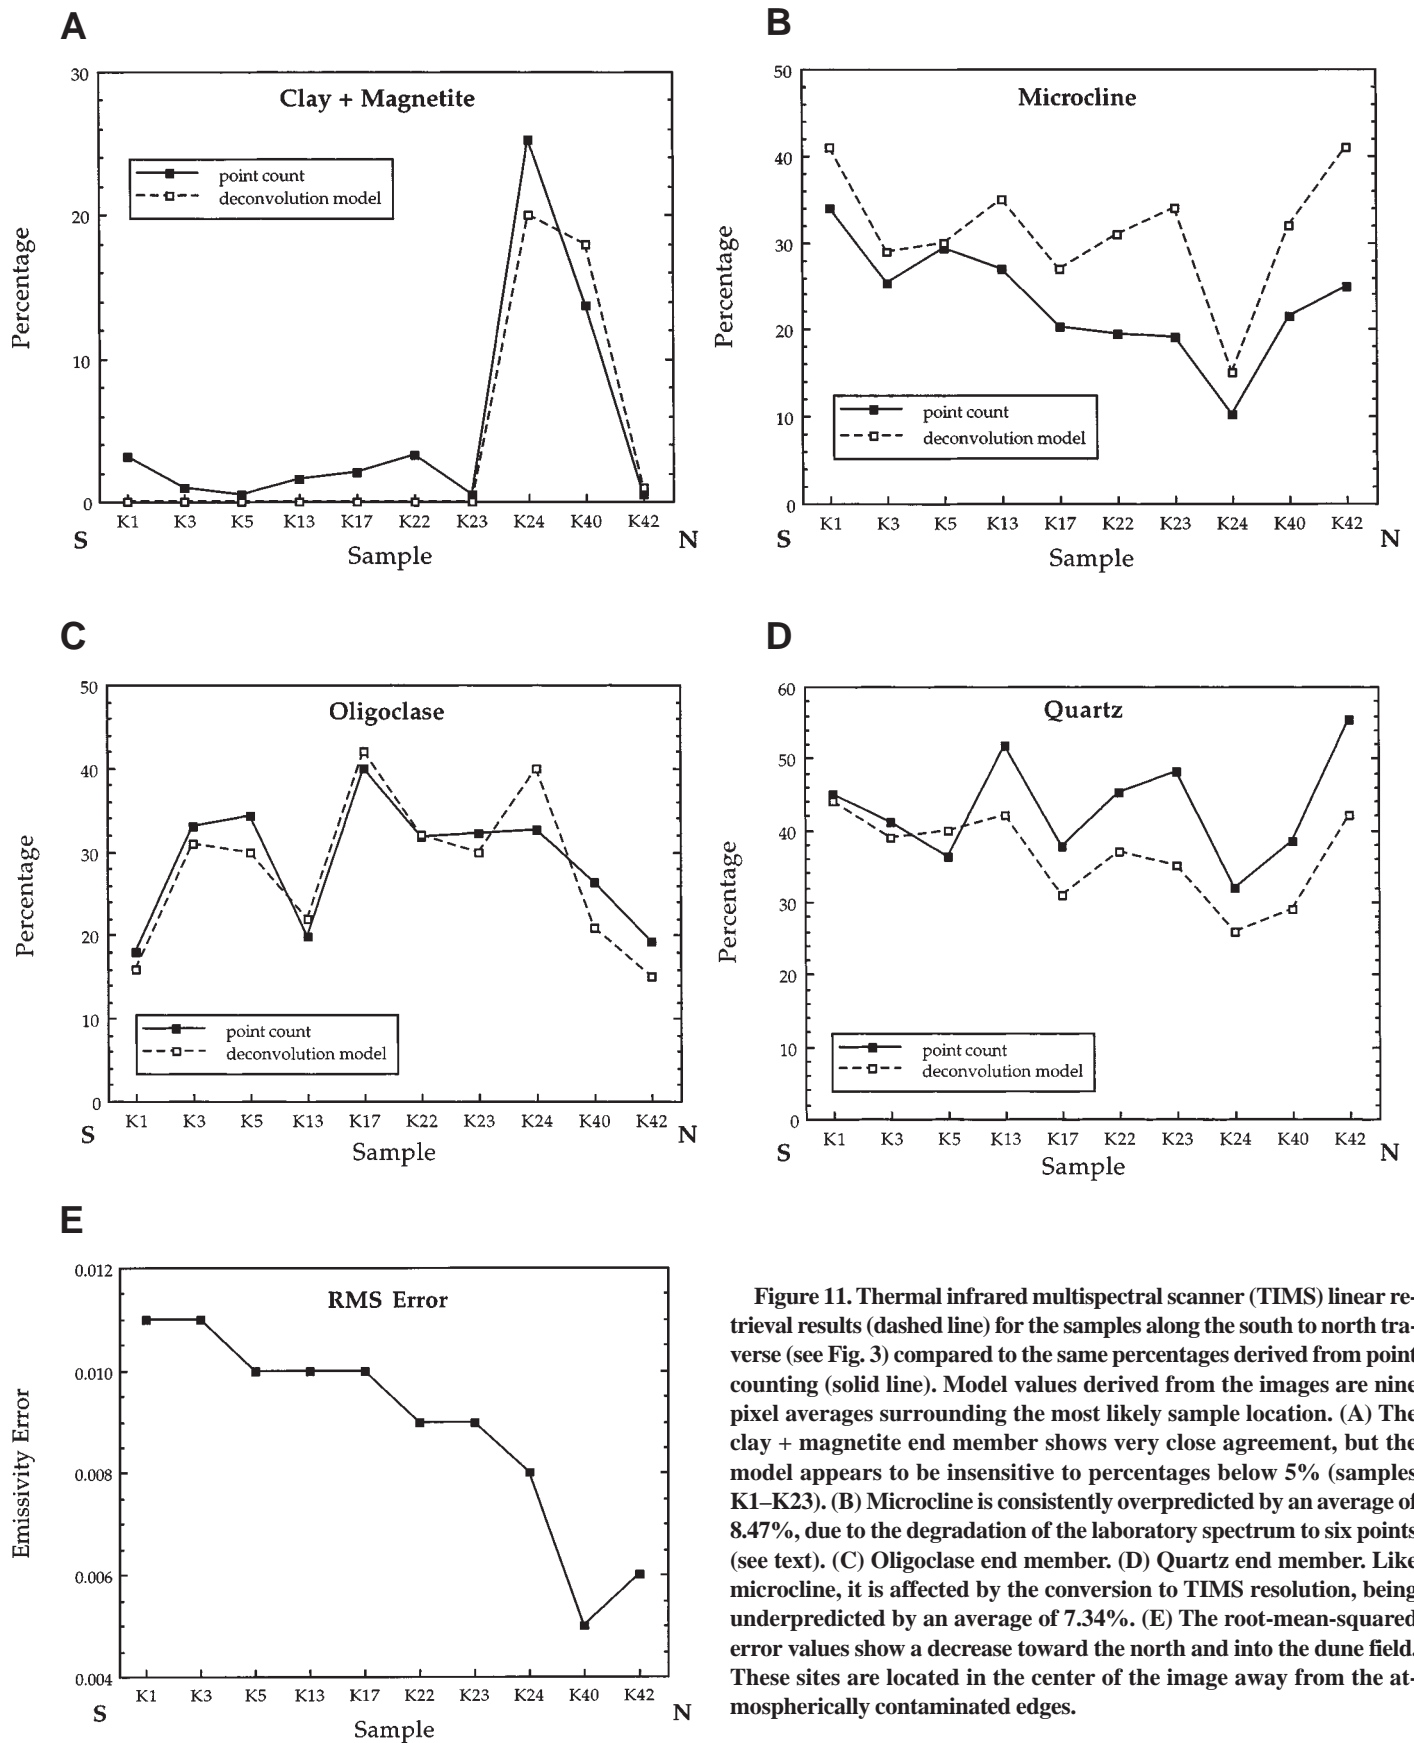 A
Clay + Magnetite
point count
deconvolution model
30
20
10
0
Percentage
K1 K3 K5 K13 K17 K22 K23 K24 K40 K42
S N
Sample
B
Microcline
point count
deconvolution model
50
40
30
20
10
0
Percentage
K1 K3 K5 K13 K17 K22 K23 K24 K40 K42
S N
Sample
C
Oligoclase
point count
deconvolution model
50
40
30
20
10
0
Percentage
K1 K3 K5 K13 K17 K22 K23 K24 K40 K42
S N
Sample
D
Quartz
point count
deconvolution model
60
50
40
30
20
10
0
Percentage
K1 K3 K5 K13 K17 K22 K23 K24 K40 K42
S N
Sample
E
RMS Error
0.012
0.010
0.008
0.006
0.004
Emissivity Error
K1 K3 K5 K13 K17 K22 K23 K24 K40 K42
S N
Sample
Figure 11. Thermal infrared multispectral scanner (TIMS) linear re-
trieval results (dashed line) for the samples along the south to north tra-
verse (see Fig. 3) compared to the same percentages derived from point
counting (solid line). Model values derived from the images are nine
pixel averages surrounding the most likely sample location. (A) The
clay + magnetite end member shows very close agreement, but the
model appears to be insensitive to percentages below 5% (samples
K1–K23). (B) Microcline is consistently overpredicted by an average of
8.47%, due to the degradation of the laboratory spectrum to six points
(see text). (C) Oligoclase end member. (D) Quartz end member. Like
microcline, it is affected by the conversion to TIMS resolution, being
underpredicted by an average of 7.34%. (E) The root-mean-squared
error values show a decrease toward the north and into the dune field.
These sites are located in the center of the image away from the at-
mospherically contaminated edges.